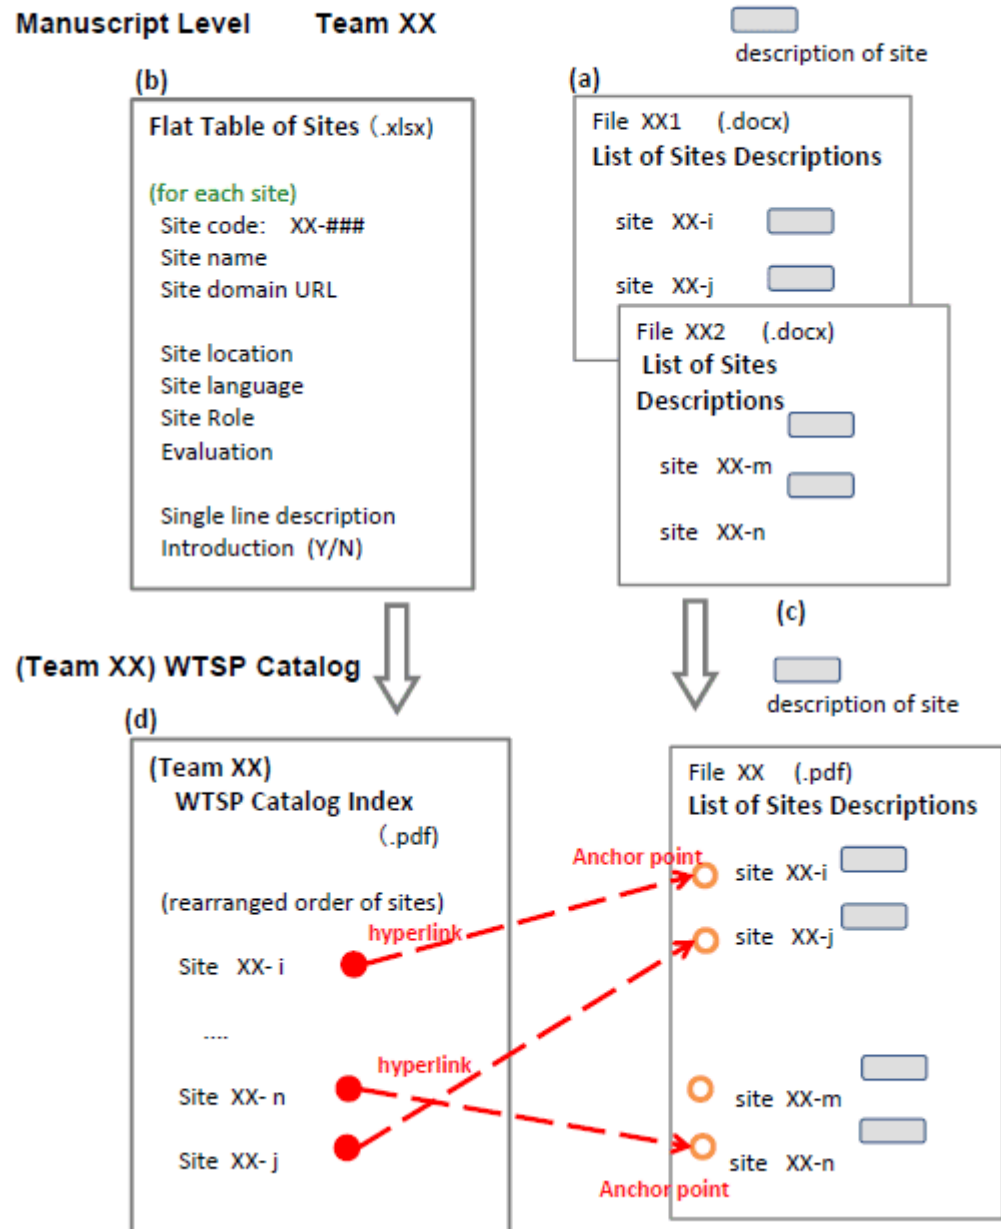 Manuscript Level Team XX
description of site
(b)
Flat Table of Sites (.xlsx)
(for each site)
Site code: XX-###
Site name
Site domain URL
Site location
Site language
Site Role
Evaluation
Single line description
Introduction (Y/N)
(a)
File XX1 (.docx)
List of Sites Descriptions
site XX-i
site XX-j
File XX2 (.docx)
List of Sites
Descriptions
site XX-m
site XX-n
(c)
description of site
(Team XX) WTSP Catalog
(d)
(Team XX)
WTSP Catalog Index
(.pdf)
(rearranged order of sites)
hyperlink
Site XX- i
....
hyperlink
Site XX- n
Site XX- j
File XX (.pdf)
List of Sites Descriptions
Anchor point
site XX-i
site XX-j
site XX-m
site XX-n
Anchor point